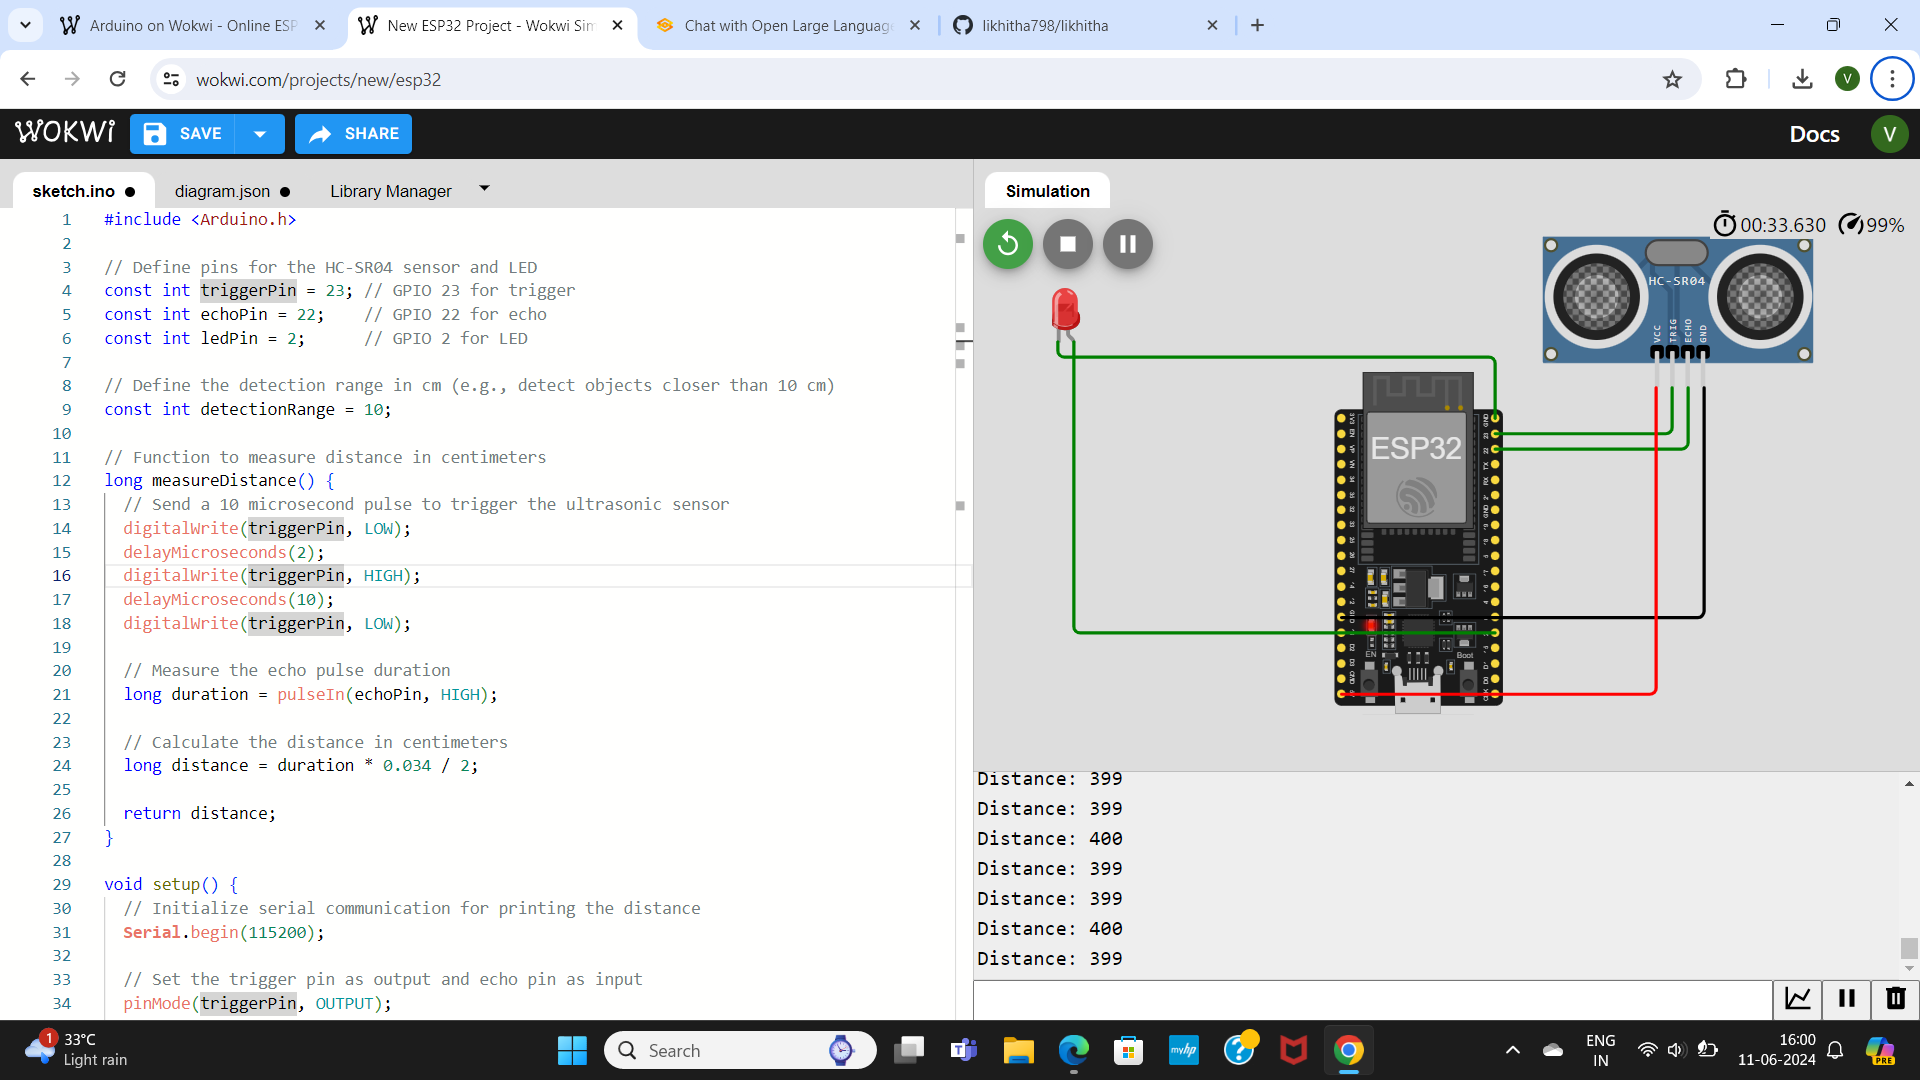 Arduino on Wokwi - Online ESP
New ESP32 Project - Wokwi Sim
Chat with Open Large Language
likhitha798/likhitha
wokwi.com/projects/new/esp32
V
WOKWi
SAVE
SHARE
Docs
V
sketch.ino
diagram.json
Library Manager
Simulation
1 #include <Arduino.h>
2
3 // Define pins for the HC-SR04 sensor and LED
4 const int triggerPin = 23; // GPIO 23 for trigger
5 const int echoPin = 22;    // GPIO 22 for echo
6 const int ledPin = 2;      // GPIO 2 for LED
7
8 // Define the detection range in cm (e.g., detect objects closer than 10 cm)
9 const int detectionRange = 10;
10
11 // Function to measure distance in centimeters
12 long measureDistance() {
13   // Send a 10 microsecond pulse to trigger the ultrasonic sensor
14   digitalWrite(triggerPin, LOW);
15   delayMicroseconds(2);
16   digitalWrite(triggerPin, HIGH);
17   delayMicroseconds(10);
18   digitalWrite(triggerPin, LOW);
19
20   // Measure the echo pulse duration
21   long duration = pulseIn(echoPin, HIGH);
22
23   // Calculate the distance in centimeters
24   long distance = duration * 0.034 / 2;
25
26   return distance;
27 }
28
29 void setup() {
30   // Initialize serial communication for printing the distance
31   Serial.begin(115200);
32
33   // Set the trigger pin as output and echo pin as input
34   pinMode(triggerPin, OUTPUT);
00:33.630
99%
HC-SR04
VCC
TRIG
ECHO
GND
ESP32
EN
Boot
Distance: 399
Distance: 399
Distance: 400
Distance: 399
Distance: 399
Distance: 400
Distance: 399
1
33°C
Light rain
Search
myhp
ENG
IN
16:00
11-06-2024
PRE